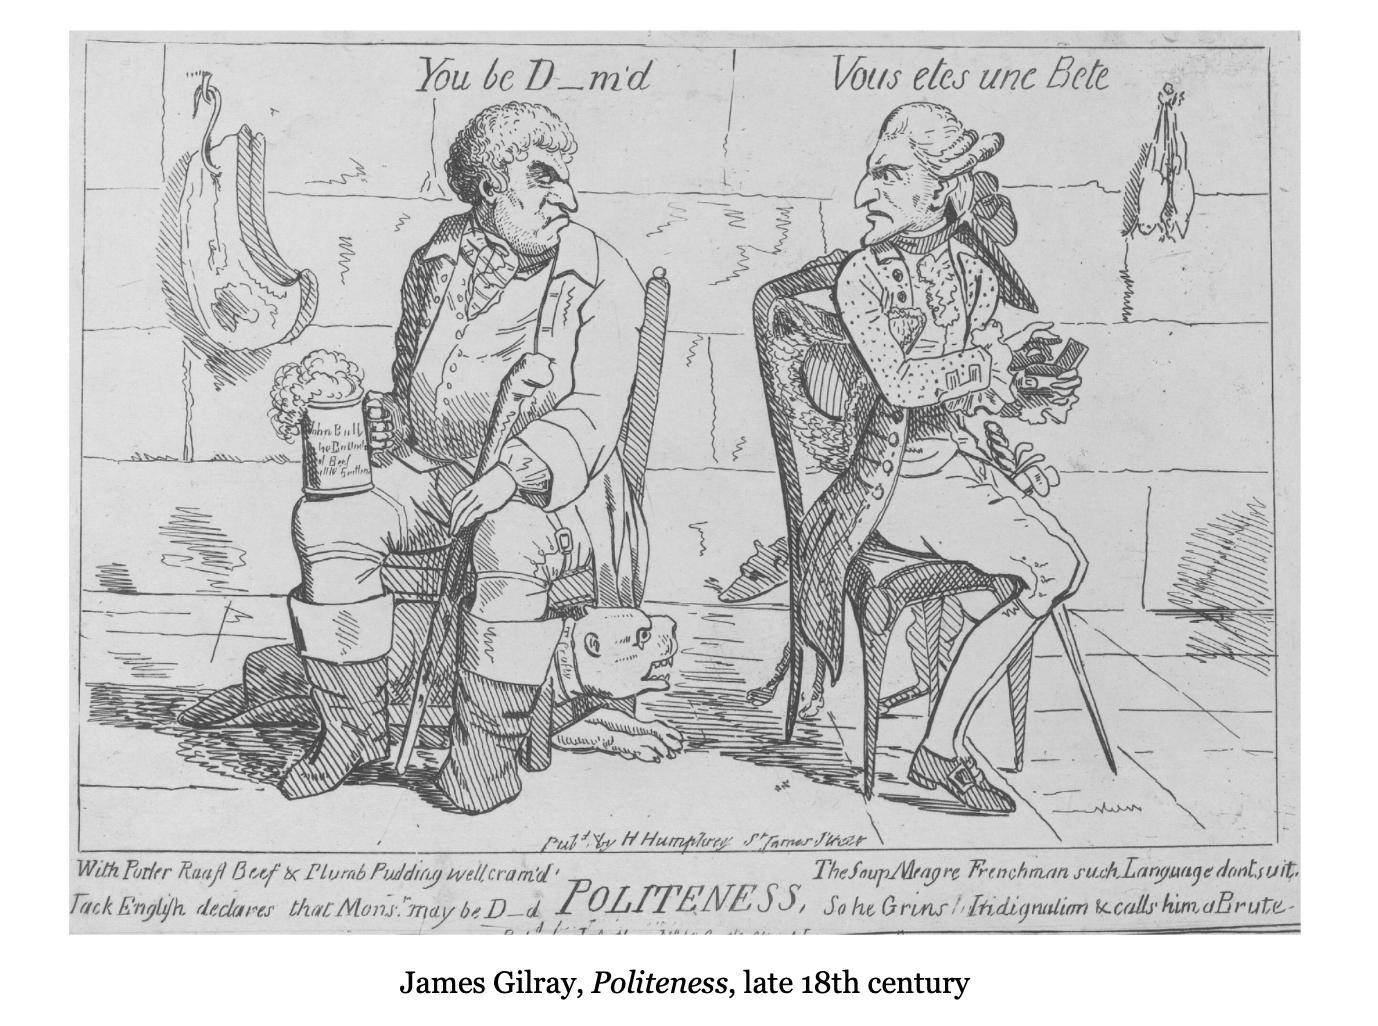 You be D_m'd
Vous etes une Bete
John Bull
of Beef
Pub.d by H Humphrey St James's Street
With Porter Roast Beef & Plumb Pudding well cram'd
Jack English declares that Mons.r may be D_d
POLITENESS,
The Soup Meagre Frenchman such Language dont suit.
So he Grins Indignation & calls him a Brute
James Gilray, Politeness, late 18th century